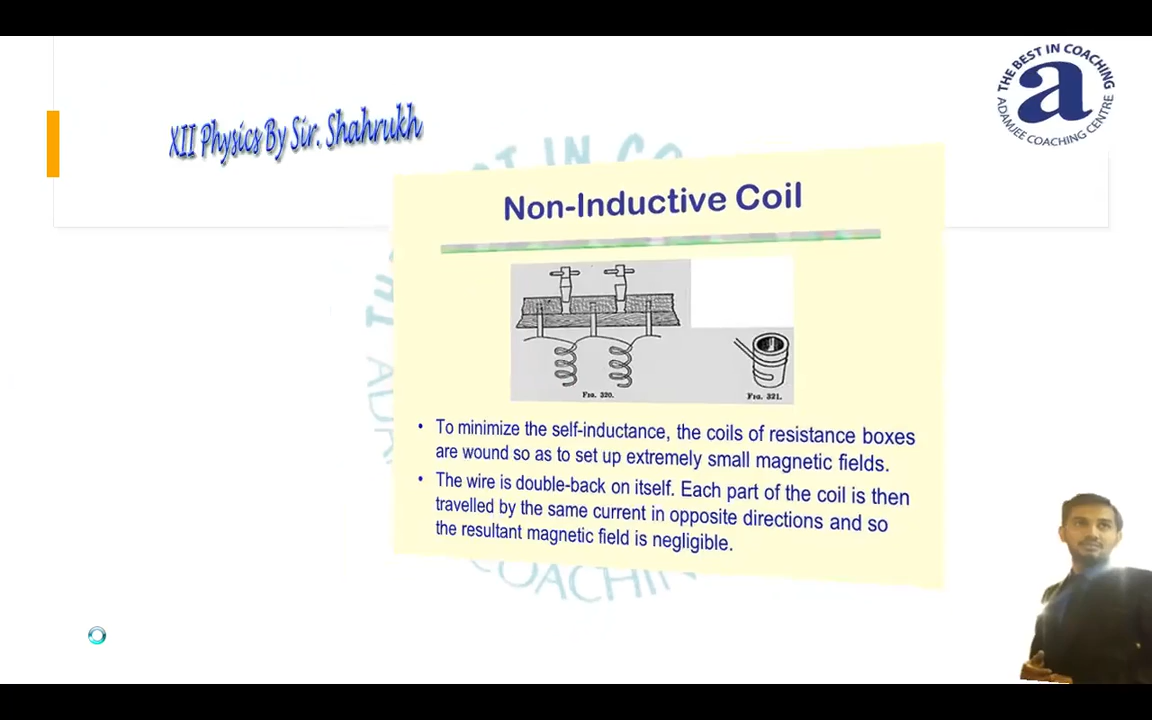 THE BEST IN COACHING
ADAMJEE COACHING CENTRE
a
XII Physics By Sir. Shahrukh
Non-Inductive Coil
FIG. 320.
FIG. 321.
• To minimize the self-inductance, the coils of resistance boxes
are wound so as to set up extremely small magnetic fields.
• The wire is double-back on itself. Each part of the coil is then
travelled by the same current in opposite directions and so
the resultant magnetic field is negligible.
COACHIN